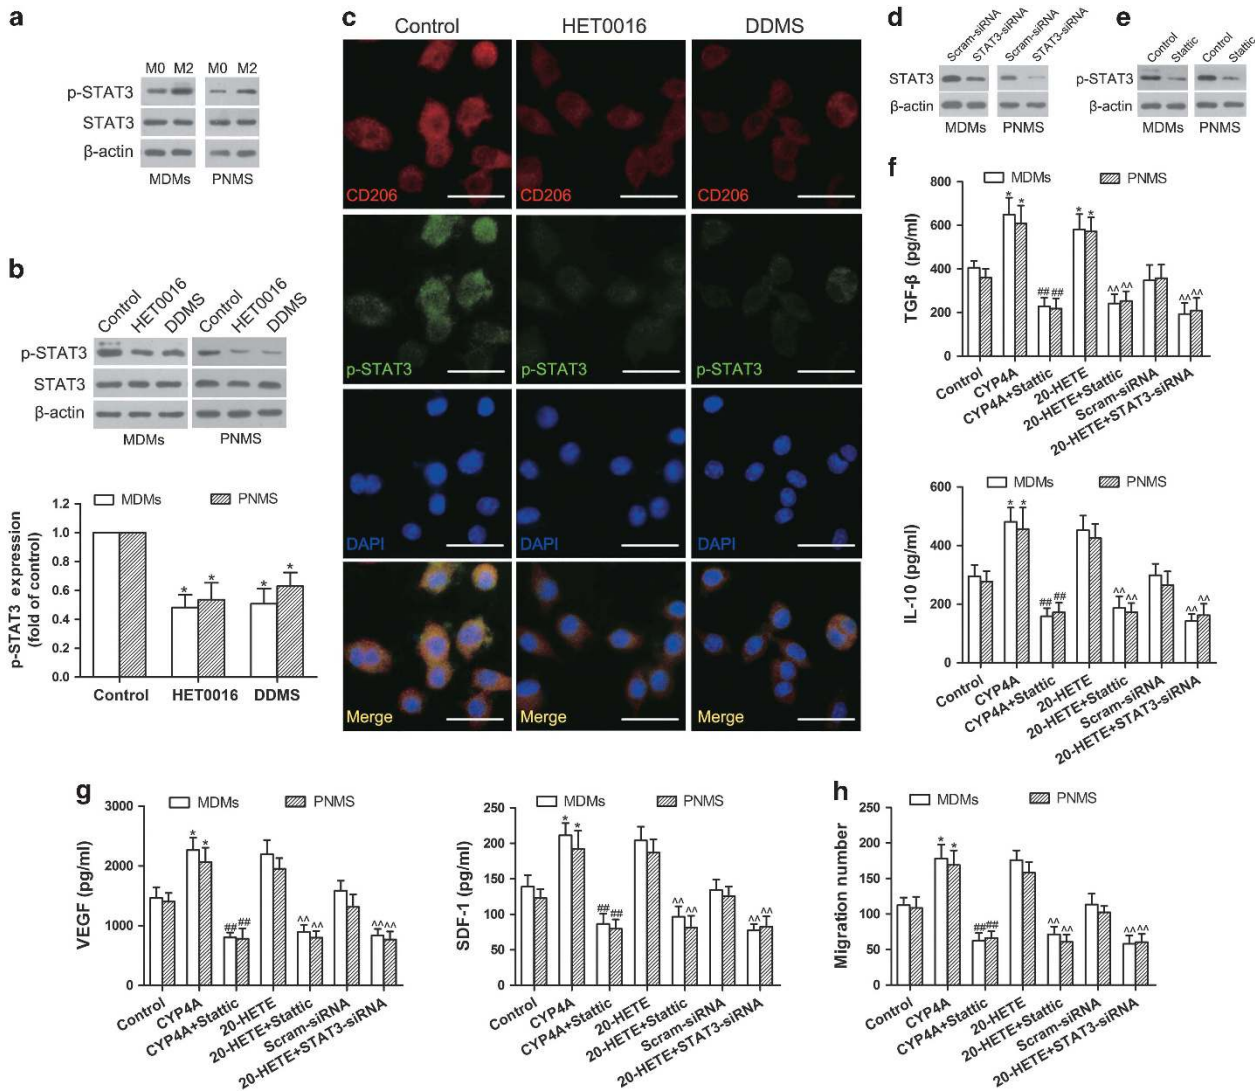 a
M0 M2 M0 M2
p-STAT3
STAT3
β-actin
MDMs PNMS
b
Control HET0016 DDMS Control HET0016 DDMS
p-STAT3
STAT3
β-actin
MDMs PNMS
MDMs PNMS
p-STAT3 expression
(fold of control)
1.2
1.0
0.8
0.6
0.4
0.2
0.0
* * * *
Control HET0016 DDMS
c
Control HET0016 DDMS
CD206 CD206 CD206
p-STAT3 p-STAT3 p-STAT3
DAPI DAPI DAPI
Merge Merge Merge
d
Scram-siRNA STAT3-siRNA Scram-siRNA STAT3-siRNA
STAT3
β-actin
MDMs PNMS
e
Control Stattic Control Stattic
p-STAT3
β-actin
MDMs PNMS
f
MDMs PNMS
TGF-β (pg/ml)
800
600
400
200
0
* * ## ## * * ^^ ^^ ^^ ^^
Control CYP4A CYP4A+Stattic 20-HETE 20-HETE+Stattic Scram-siRNA 20-HETE+STAT3-siRNA
MDMs PNMS
IL-10 (pg/ml)
600
400
200
0
* * ## ## ^^ ^^ ^^ ^^
Control CYP4A CYP4A+Stattic 20-HETE 20-HETE+Stattic Scram-siRNA 20-HETE+STAT3-siRNA
g
MDMs PNMS
VEGF (pg/ml)
3000
2000
1000
0
* * ## ## ^^ ^^ ^^ ^^
Control CYP4A CYP4A+Stattic 20-HETE 20-HETE+Stattic Scram-siRNA 20-HETE+STAT3-siRNA
MDMs PNMS
SDF-1 (pg/ml)
250
200
150
100
50
0
* * ## ## ^^ ^^ ^^ ^^
Control CYP4A CYP4A+Stattic 20-HETE 20-HETE+Stattic Scram-siRNA 20-HETE+STAT3-siRNA
h
MDMs PNMS
Migration number
250
200
150
100
50
0
* * ## ## ^^ ^^ ^^ ^^
Control CYP4A CYP4A+Stattic 20-HETE 20-HETE+Stattic Scram-siRNA 20-HETE+STAT3-siRNA